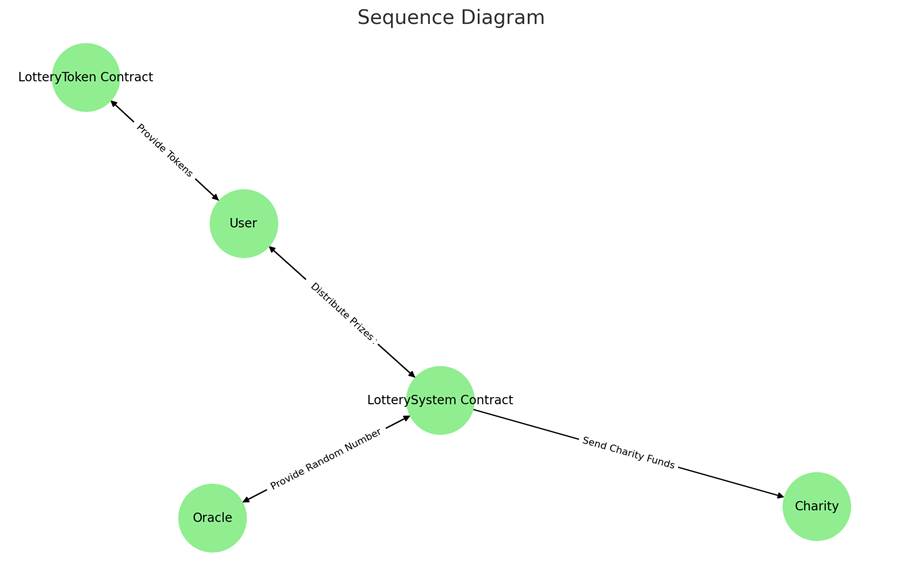 Sequence Diagram
LotteryToken Contract
Provide Tokens
User
Distribute Prizes
LotterySystem Contract
Provide Random Number
Send Charity Funds
Oracle
Charity